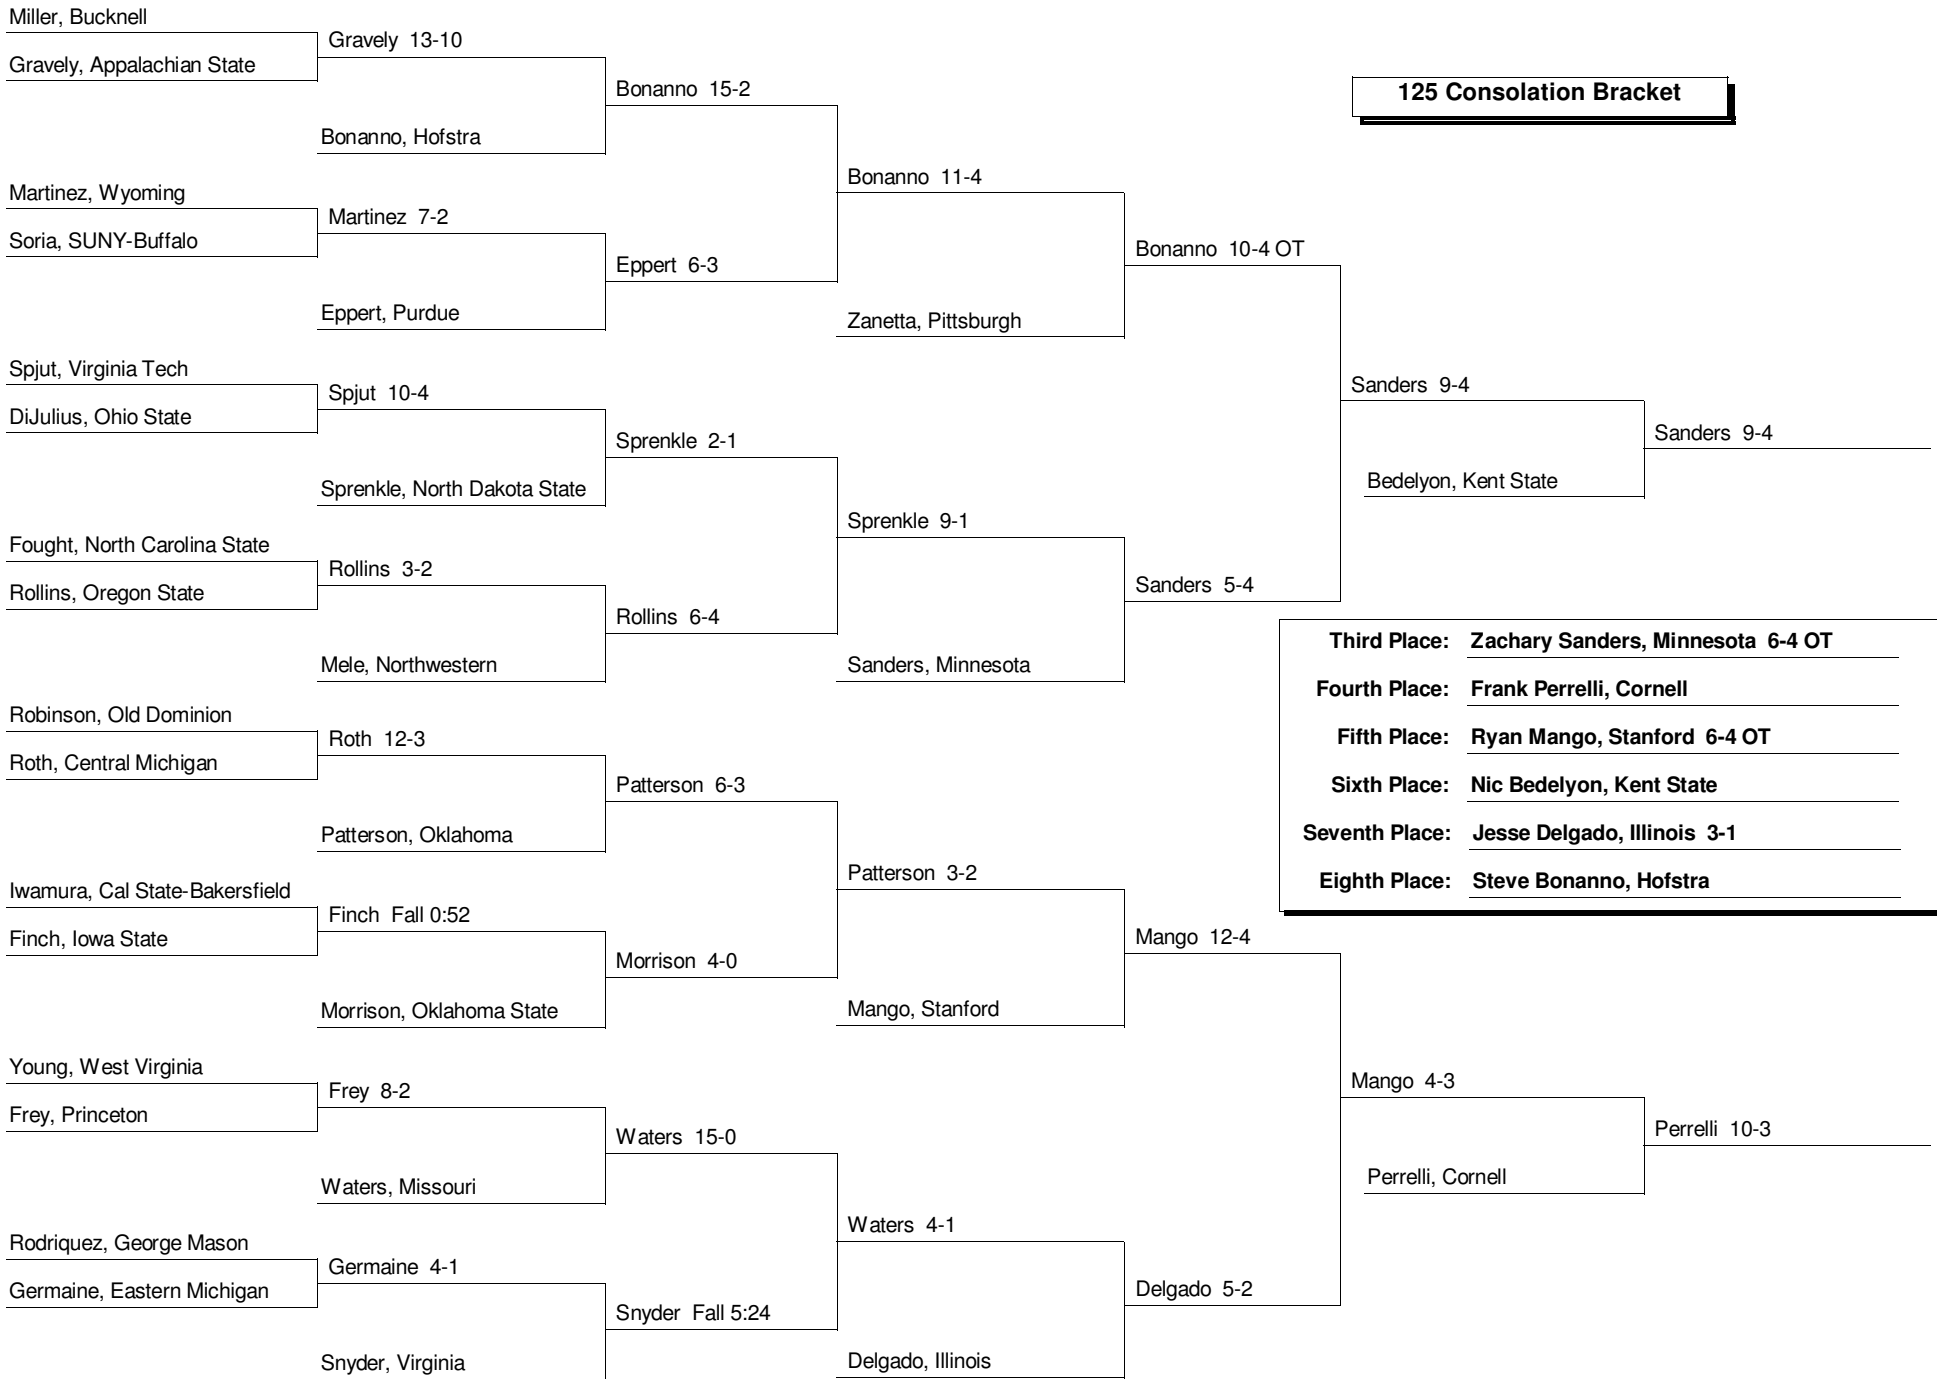 Miller, Bucknell
Gravely, Appalachian State
Gravely 13-10
Bonanno, Hofstra
Bonanno 15-2
Martinez, Wyoming
Soria, SUNY-Buffalo
Martinez 7-2
Eppert, Purdue
Eppert 6-3
Bonanno 11-4
Zanetta, Pittsburgh
Bonanno 10-4 OT
Spjut, Virginia Tech
DiJulius, Ohio State
Spjut 10-4
Sprenkle, North Dakota State
Sprenkle 2-1
Fought, North Carolina State
Rollins, Oregon State
Rollins 3-2
Mele, Northwestern
Rollins 6-4
Sprenkle 9-1
Sanders, Minnesota
Sanders 5-4
Sanders 9-4
Bedelyon, Kent State
Sanders 9-4
Robinson, Old Dominion
Roth, Central Michigan
Roth 12-3
Patterson, Oklahoma
Patterson 6-3
Iwamura, Cal State-Bakersfield
Finch, Iowa State
Finch Fall 0:52
Morrison, Oklahoma State
Morrison 4-0
Patterson 3-2
Mango, Stanford
Mango 12-4
Young, West Virginia
Frey, Princeton
Frey 8-2
Waters, Missouri
Waters 15-0
Rodriquez, George Mason
Germaine, Eastern Michigan
Germaine 4-1
Snyder, Virginia
Snyder Fall 5:24
Waters 4-1
Delgado, Illinois
Delgado 5-2
Mango 4-3
Perrelli, Cornell
Perrelli 10-3
125 Consolation Bracket
Third Place: Zachary Sanders, Minnesota 6-4 OT
Fourth Place: Frank Perrelli, Cornell
Fifth Place: Ryan Mango, Stanford 6-4 OT
Sixth Place: Nic Bedelyon, Kent State
Seventh Place: Jesse Delgado, Illinois 3-1
Eighth Place: Steve Bonanno, Hofstra